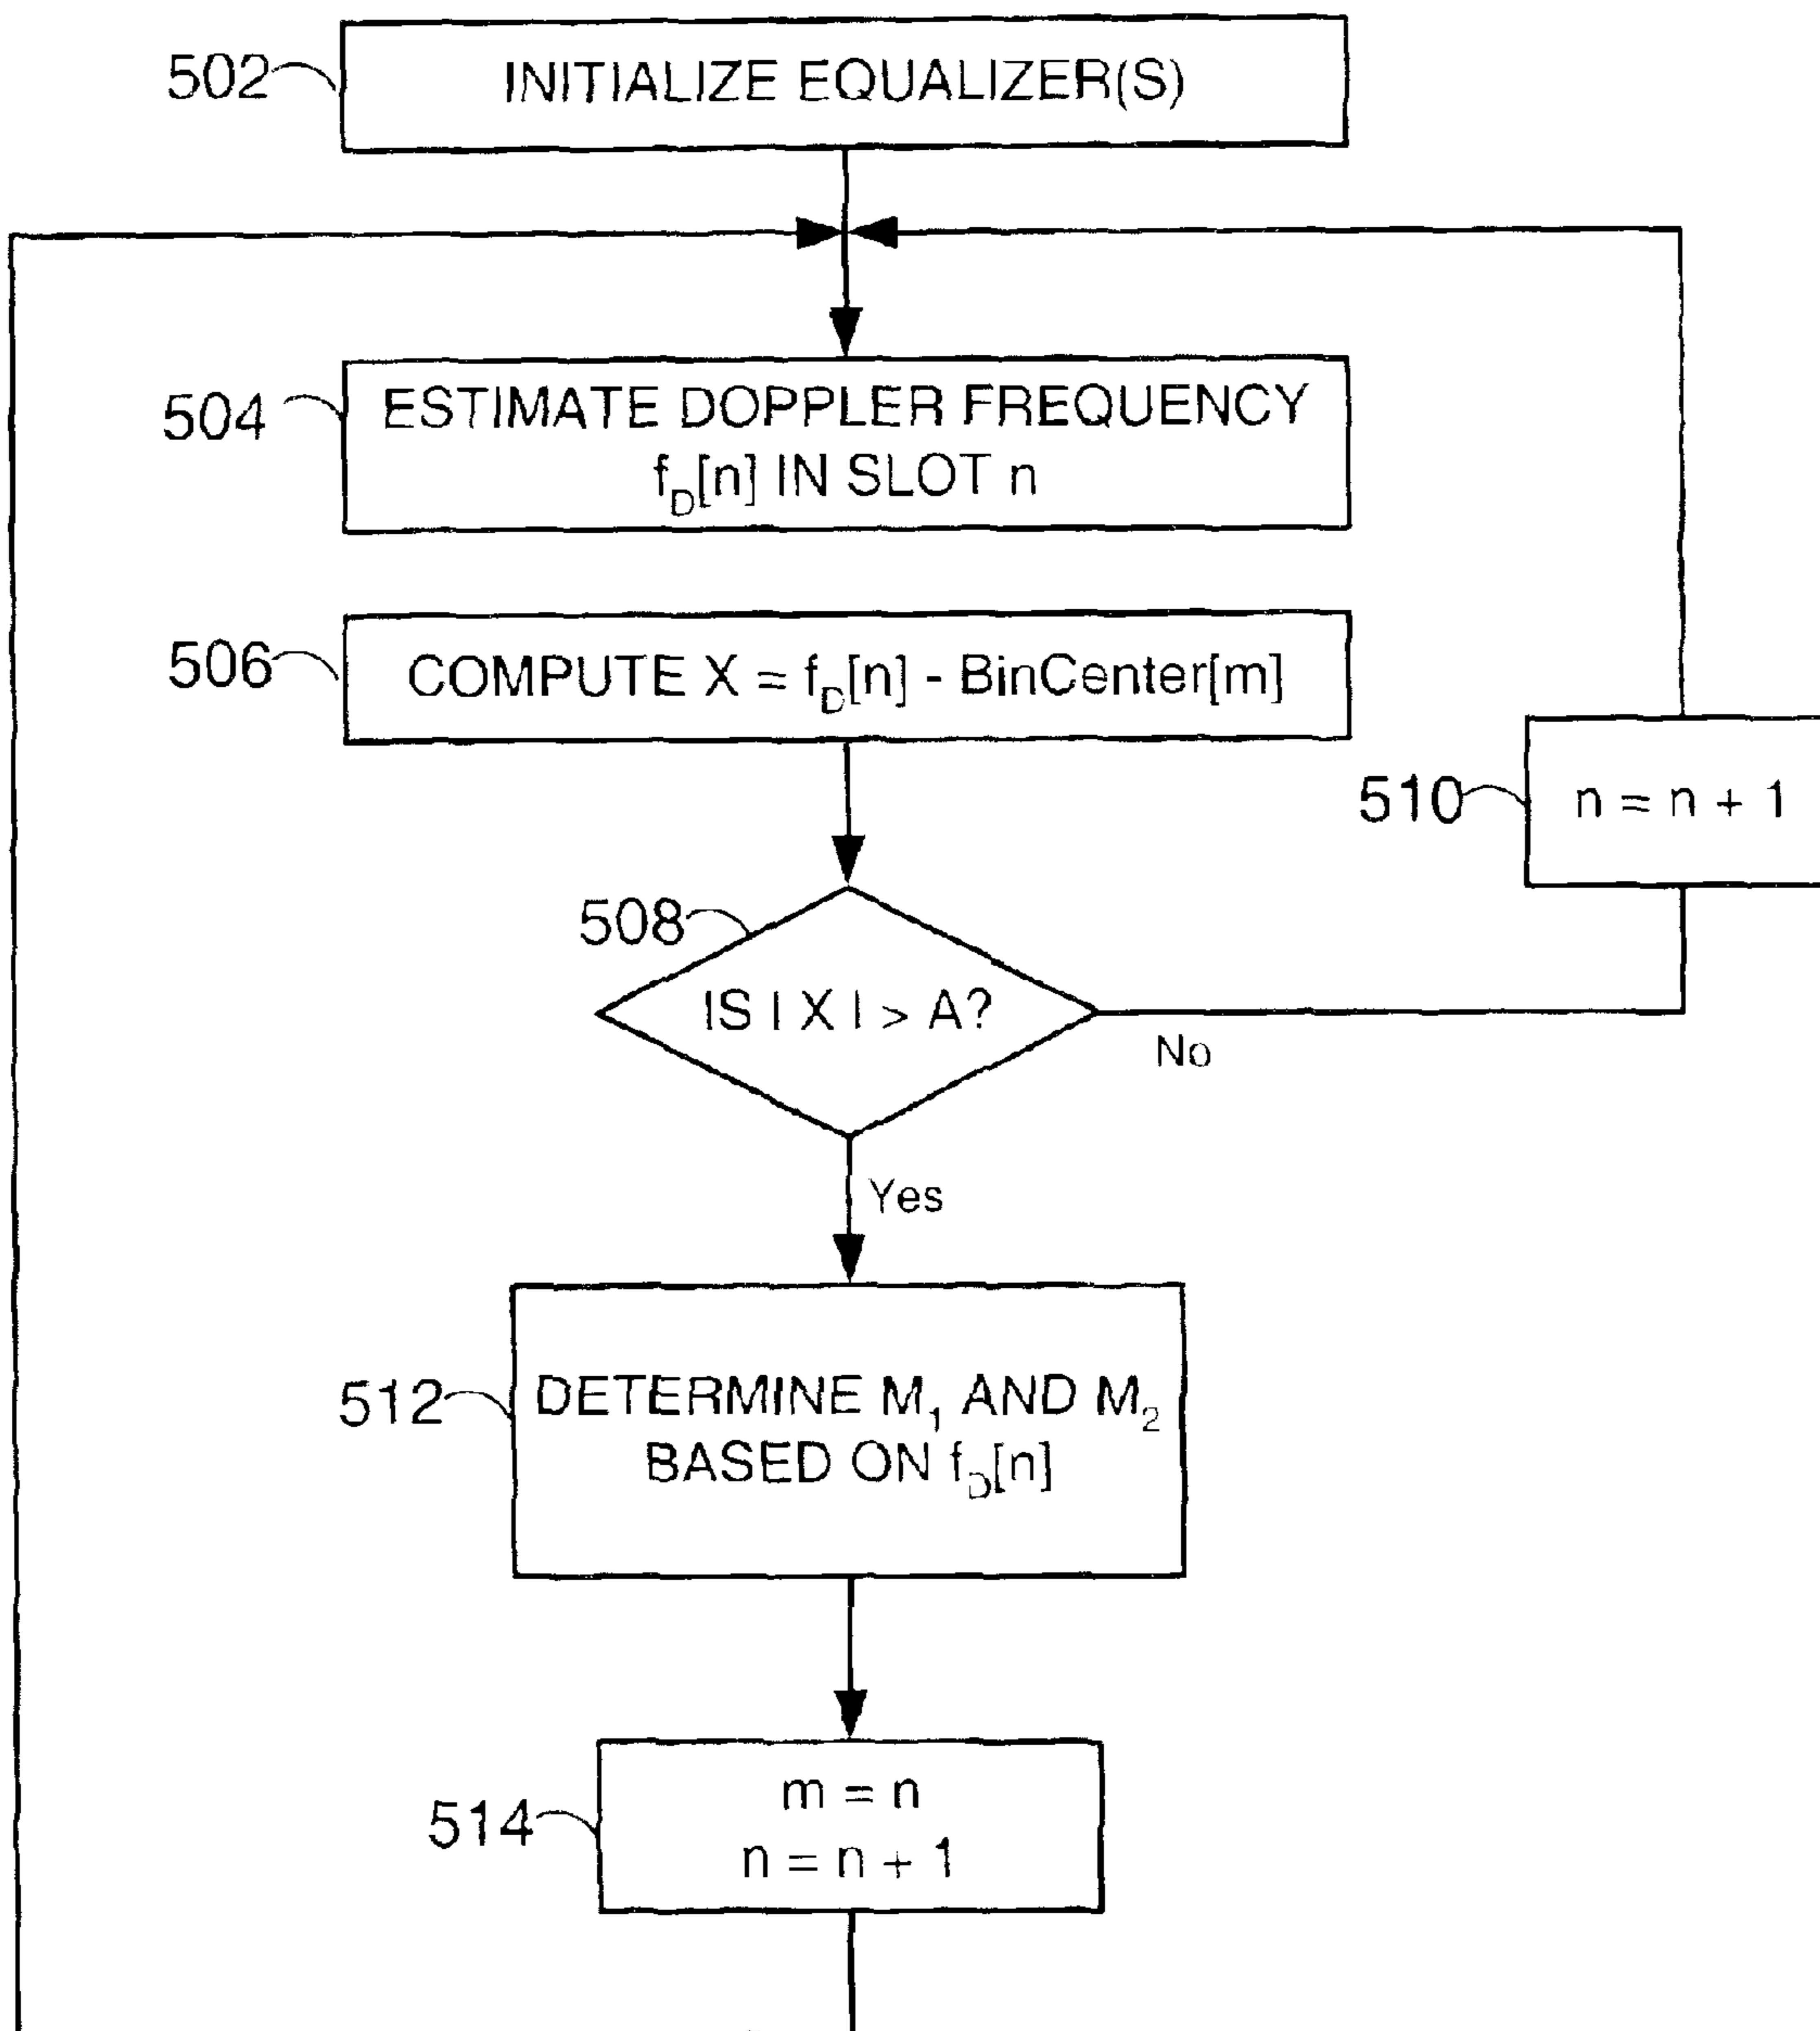 502
INITIALIZE EQUALIZER(S)
504
ESTIMATE DOPPLER FREQUENCY
f_D[n] IN SLOT n
506
COMPUTE X = f_D[n] - BinCenter[m]
510
n = n + 1
508
IS | X | > A?
No
Yes
512
DETERMINE M_1 AND M_2
BASED ON f_D[n]
514
m = n
n = n + 1